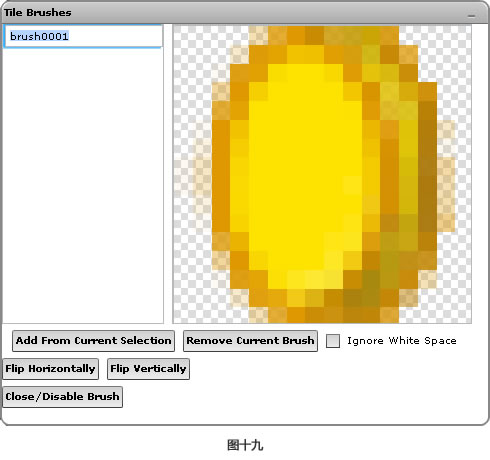 Tile Brushes
brush0001
Add From Current Selection Remove Current Brush Ignore White Space
Flip Horizontally Flip Vertically
Close/Disable Brush
图十九